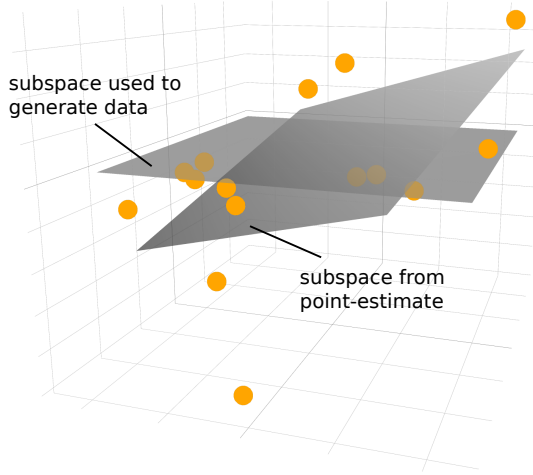 subspace used to
generate data
subspace from
point-estimate